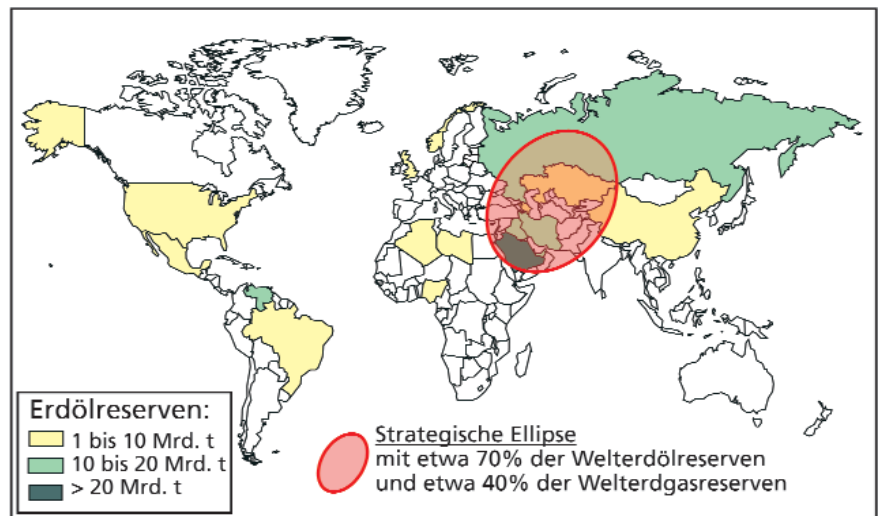 Erdölreserven:
1 bis 10 Mrd. t
10 bis 20 Mrd. t
> 20 Mrd. t
Strategische Ellipse
mit etwa 70% der Welterdölreserven
und etwa 40% der Welterdgasreserven